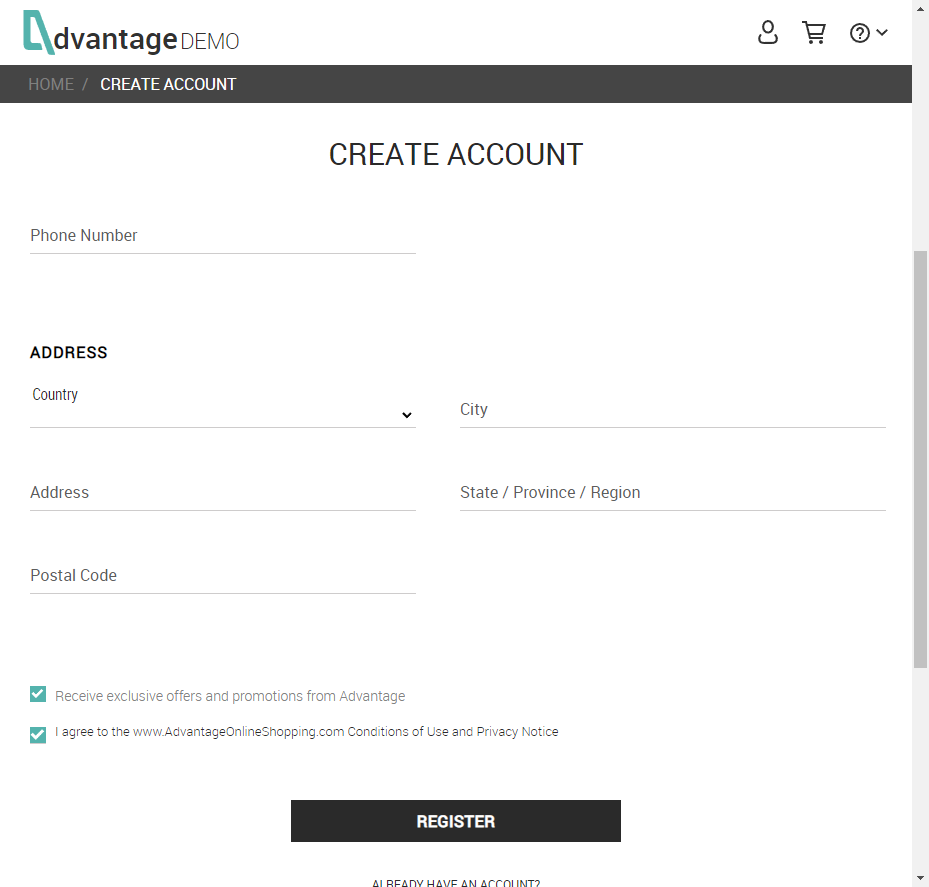 dvantage DEMO
HOME / CREATE ACCOUNT
CREATE ACCOUNT
Phone Number
ADDRESS
Country
City
Address
State / Province / Region
Postal Code
Receive exclusive offers and promotions from Advantage
I agree to the www.AdvantageOnlineShopping.com Conditions of Use and Privacy Notice
REGISTER
ALREADY HAVE AN ACCOUNT?